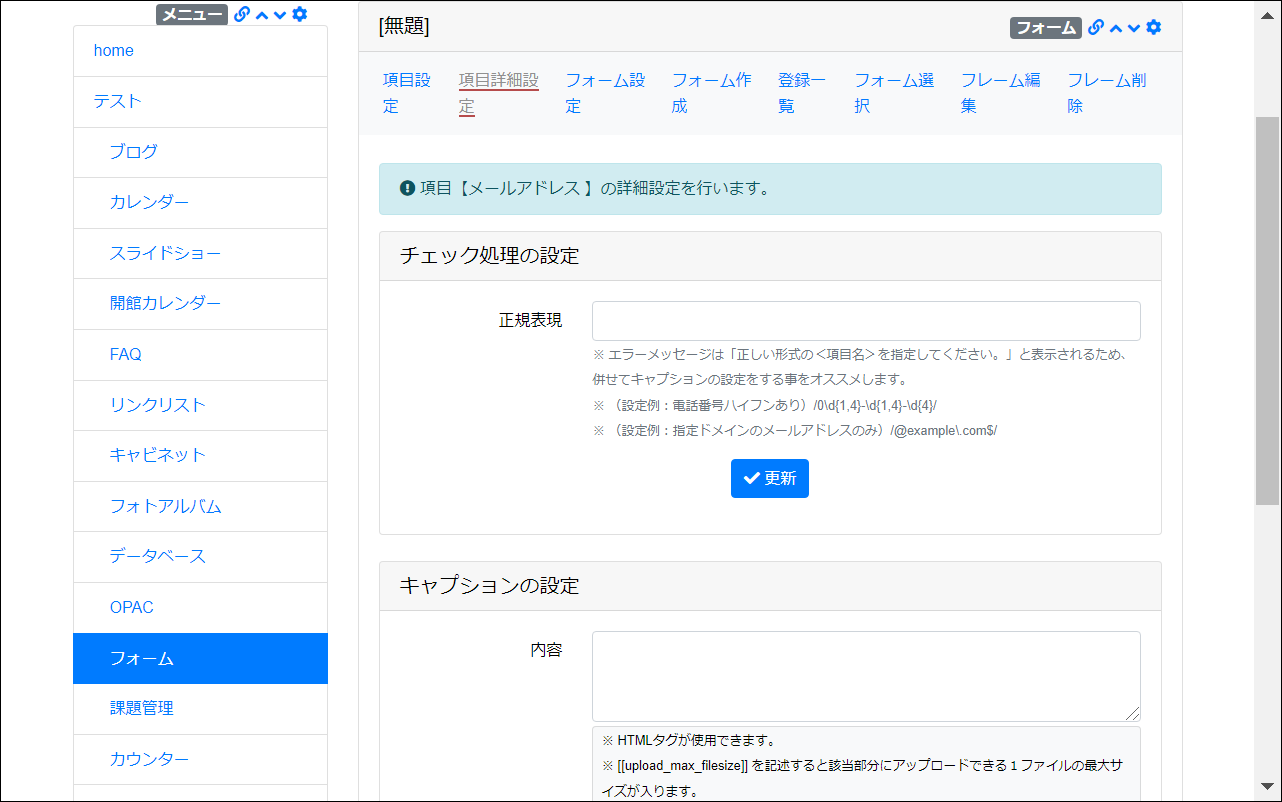 メニュー
home
テスト
ブログ
カレンダー
スライドショー
開館カレンダー
FAQ
リンクリスト
キャビネット
フォトアルバム
データベース
OPAC
フォーム
課題管理
カウンター
[無題]
フォーム
項目設定
項目詳細設定
フォーム設定
フォーム作成
登録一覧
フォーム選択
フレーム編集
フレーム削除
項目【メールアドレス 】の詳細設定を行います。
チェック処理の設定
正規表現
※ エラーメッセージは「正しい形式の＜項目名＞を指定してください。」と表示されるため、
併せてキャプションの設定をする事をオススメします。
※ （設定例：電話番号ハイフンあり）/0\d{1,4}-\d{1,4}-\d{4}/
※ （設定例：指定ドメインのメールアドレスのみ）/@example\.com$/
更新
キャプションの設定
内容
※ HTMLタグが使用できます。
※ [[upload_max_filesize]] を記述すると該当部分にアップロードできる１ファイルの最大サ
イズが入ります。